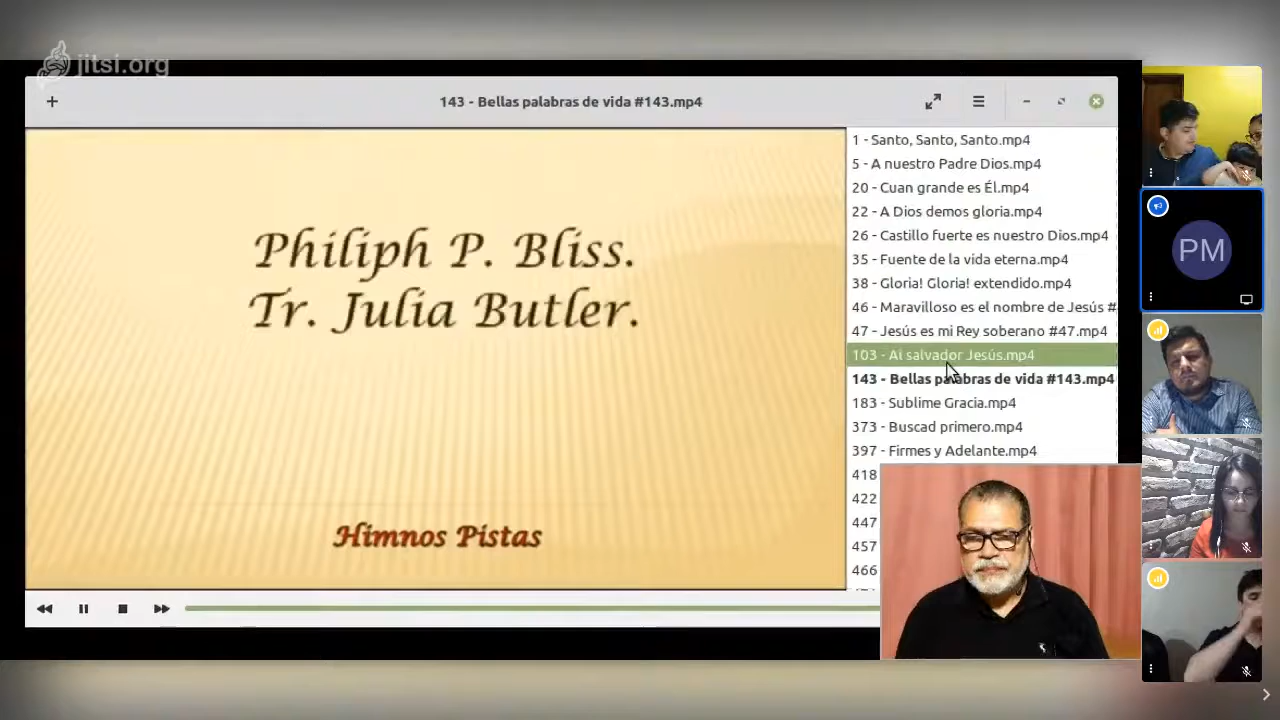 jitsi.org
143 - Bellas palabras de vida #143.mp4
Philiph P. Bliss.
Tr. Julia Butler.
Himnos Pistas
1 - Santo, Santo, Santo.mp4
5 - A nuestro Padre Dios.mp4
20 - Cuan grande es Él.mp4
22 - A Dios demos gloria.mp4
26 - Castillo fuerte es nuestro Dios.mp4
35 - Fuente de la vida eterna.mp4
38 - Gloria! Gloria! extendido.mp4
46 - Maravilloso es el nombre de Jesús #
47 - Jesús es mi Rey soberano #47.mp4
103 - Al salvador Jesús.mp4
143 - Bellas palabras de vida #143.mp4
183 - Sublime Gracia.mp4
373 - Buscad primero.mp4
397 - Firmes y Adelante.mp4
418
422
447
457
466
PM